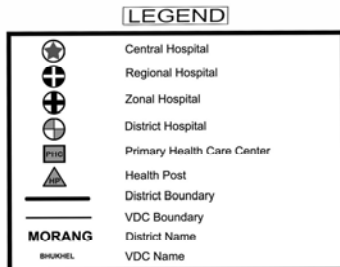 LEGEND
Central Hospital
Regional Hospital
Zonal Hospital
District Hospital
PHC Primary Health Care Center
HP Health Post
District Boundary
VDC Boundary
MORANG District Name
BHUKHEL VDC Name